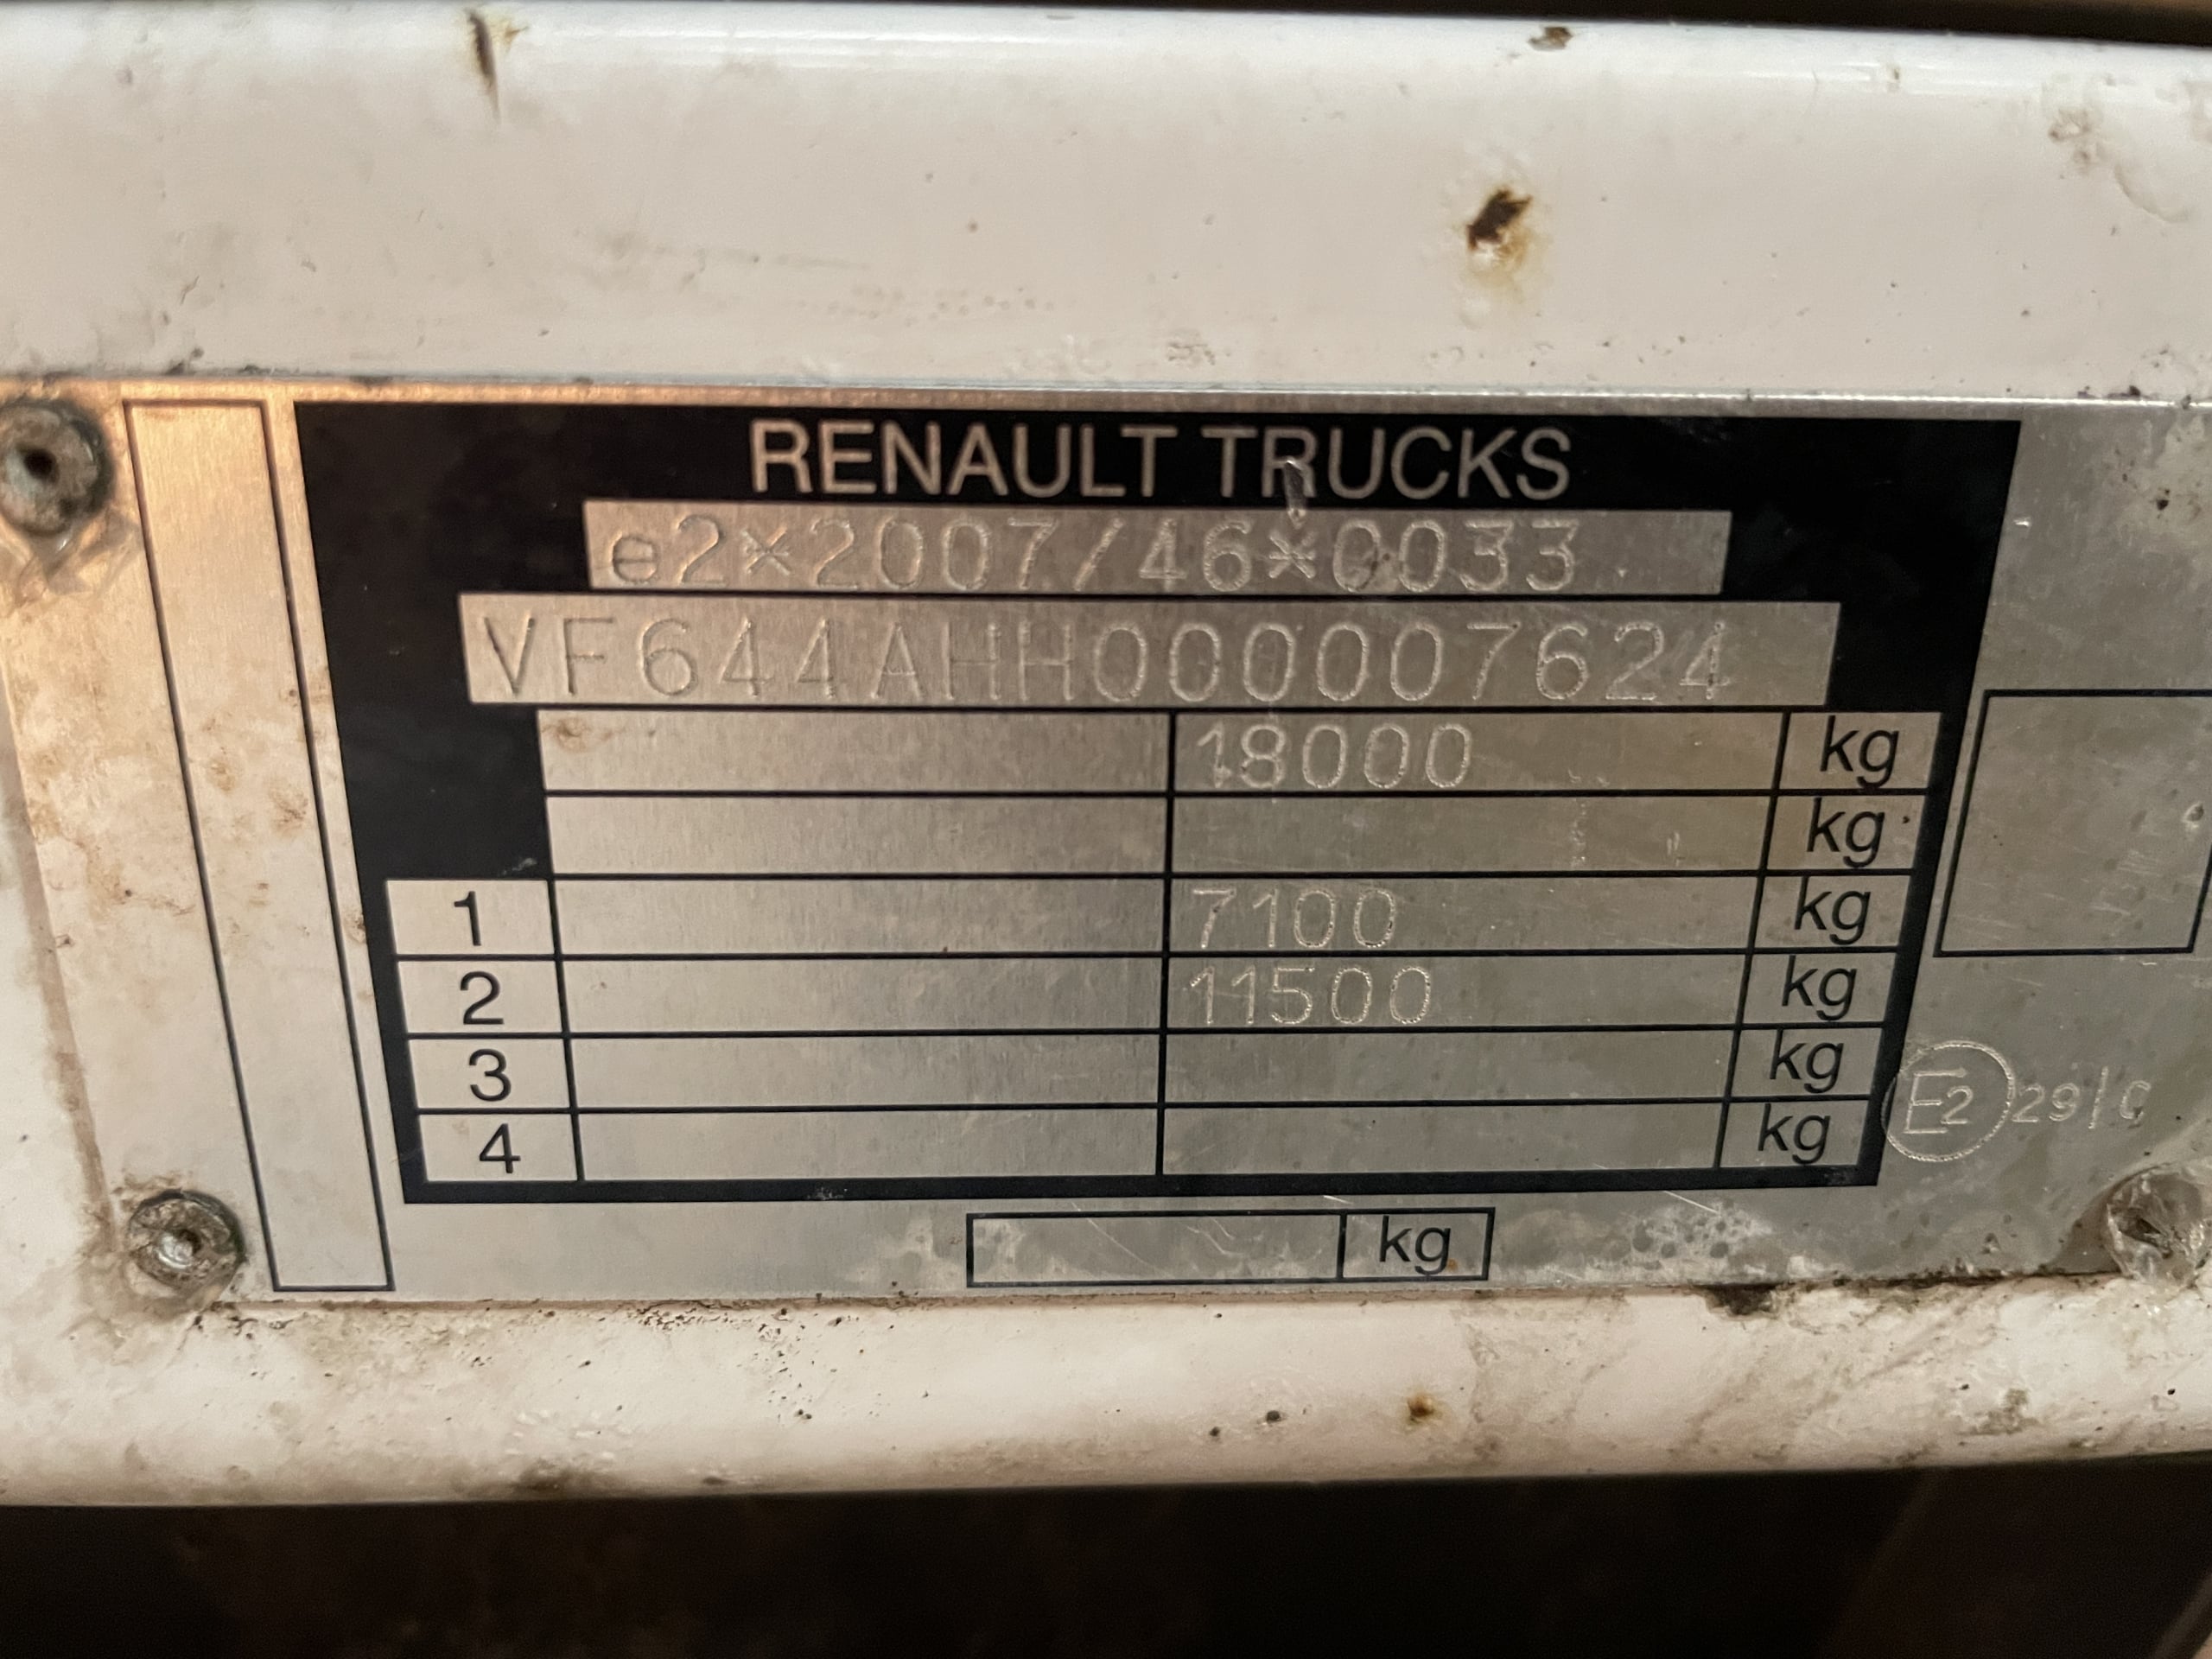 RENAULT TRUCKS
e2*2007/46*0033
VF644AHH000007624
18000 kg
kg
1 7100 kg
2 11500 kg
3 kg
4 kg
E2 29
kg